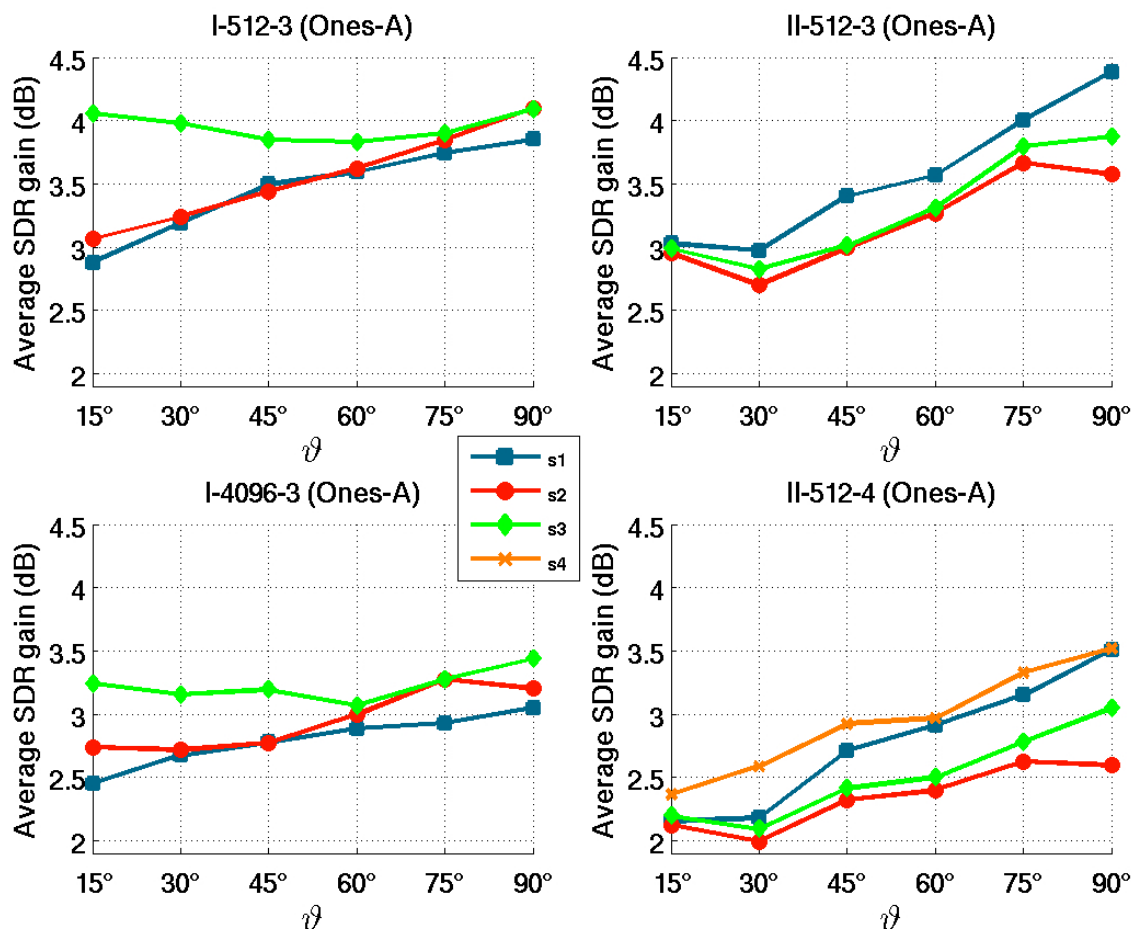 I-512-3 (Ones-A)
Average SDR gain (dB)
4.5
4
3.5
3
2.5
2
15° 30° 45° 60° 75° 90°
ϑ
II-512-3 (Ones-A)
Average SDR gain (dB)
4.5
4
3.5
3
2.5
2
15° 30° 45° 60° 75° 90°
ϑ
s1
s2
s3
s4
I-4096-3 (Ones-A)
Average SDR gain (dB)
4.5
4
3.5
3
2.5
2
15° 30° 45° 60° 75° 90°
ϑ
II-512-4 (Ones-A)
Average SDR gain (dB)
4.5
4
3.5
3
2.5
2
15° 30° 45° 60° 75° 90°
ϑ